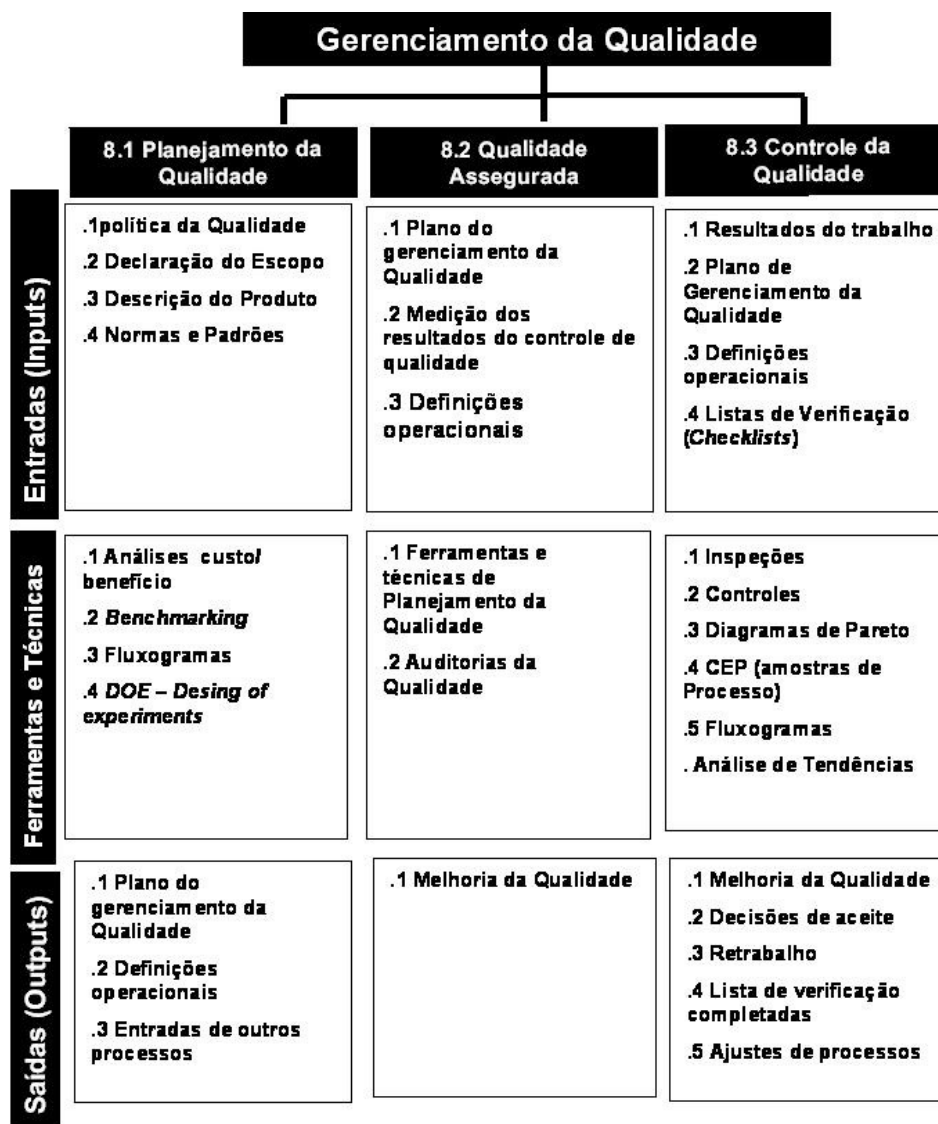 Gerenciamento da Qualidade
8.1 Planejamento da
Qualidade
8.2 Qualidade
Assegurada
8.3 Controle da
Qualidade
Entradas (Inputs)
.1política da Qualidade
.2 Declaração do Escopo
.3 Descrição do Produto
.4 Normas e Padrões
.1 Plano do
gerenciamento da
Qualidade
.2 Medição dos
resultados do controle de
qualidade
.3 Definições
operacionais
.1 Resultados do trabalho
.2 Plano de
Gerenciamento da
Qualidade
.3 Definições
operacionais
.4 Listas de Verificação
(Checklists)
Ferramentas e Técnicas
.1 Análises custo/
benefício
.2 Benchmarking
.3 Fluxogramas
.4 DOE – Desing of
experiments
.1 Ferramentas e
técnicas de
Planejamento da
Qualidade
.2 Auditorias da
Qualidade
.1 Inspeções
.2 Controles
.3 Diagramas de Pareto
.4 CEP (amostras de
Processo)
.5 Fluxogramas
. Análise de Tendências
Saídas (Outputs)
.1 Plano do
gerenciamento da
Qualidade
.2 Definições
operacionais
.3 Entradas de outros
processos
.1 Melhoria da Qualidade
.1 Melhoria da Qualidade
.2 Decisões de aceite
.3 Retrabalho
.4 Lista de verificação
completadas
.5 Ajustes de processos